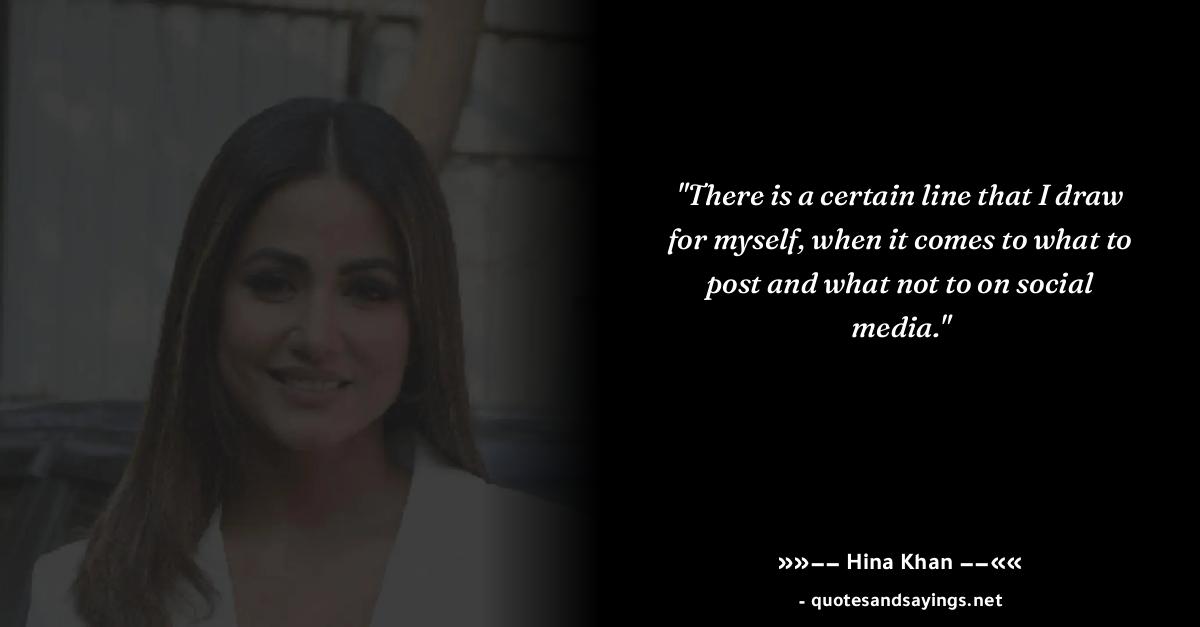 "There is a certain line that I draw
for myself, when it comes to what to
post and what not to on social
media."
»»−− Hina Khan −−««
- quotesandsayings.net